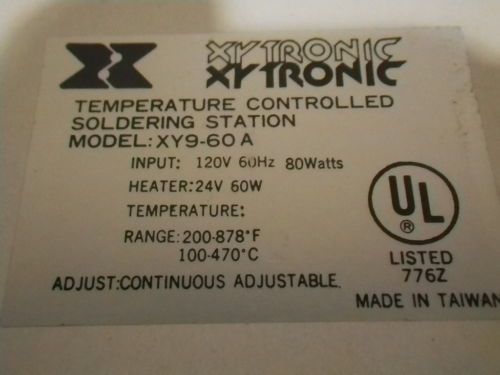 XYTRONIC
XYTRONIC
TEMPERATURE CONTROLLED
SOLDERING STATION
MODEL: XY9-60 A
INPUT: 120V 60Hz 80Watts
HEATER: 24V 60W
TEMPERATURE:
RANGE: 200-878°F
100-470°C
ADJUST: CONTINUOUS ADJUSTABLE.
UL
®
LISTED
776Z
MADE IN TAIWAN